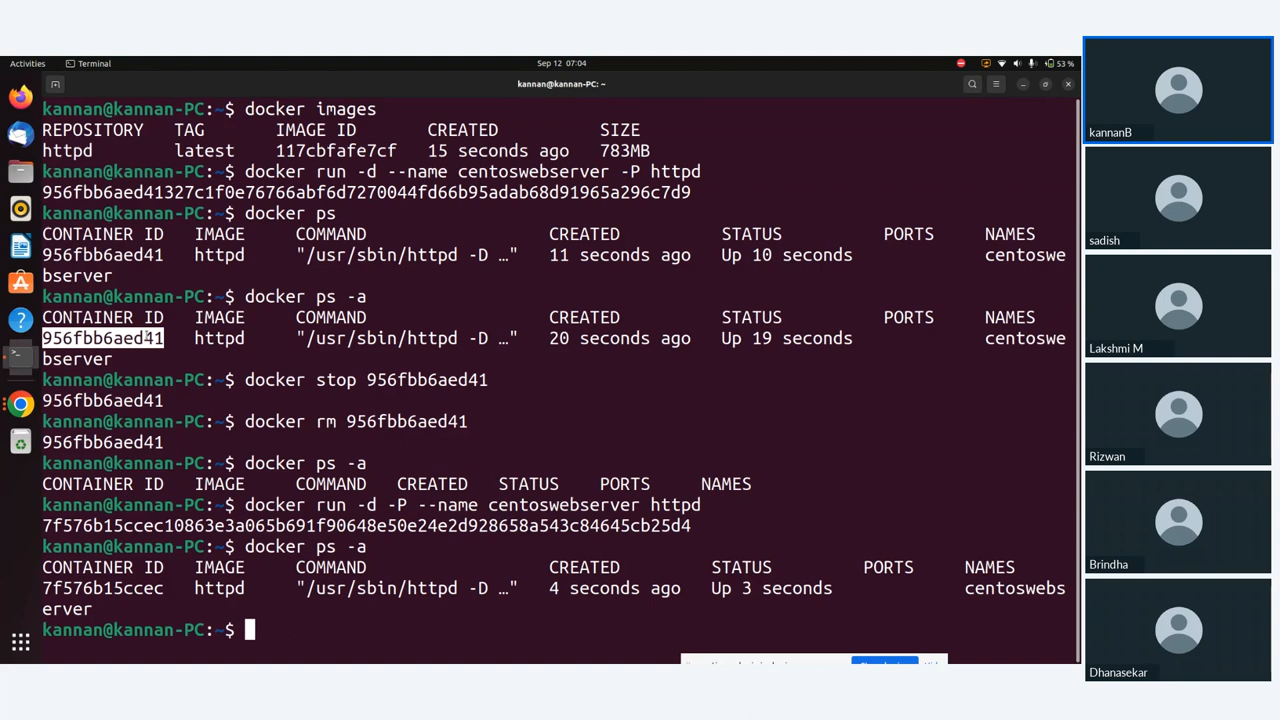 Activities Terminal Sep 12 07:04 53 %
kannan@kannan-PC: ~
kannan@kannan-PC:~$ docker images
REPOSITORY TAG IMAGE ID CREATED SIZE
httpd latest 117cbfafe7cf 15 seconds ago 783MB
kannan@kannan-PC:~$ docker run -d --name centoswebserver -P httpd
956fbb6aed41327c1f0e76766abf6d7270044fd66b95adab68d91965a296c7d9
kannan@kannan-PC:~$ docker ps
CONTAINER ID IMAGE COMMAND CREATED STATUS PORTS NAMES
956fbb6aed41 httpd "/usr/sbin/httpd -D …" 11 seconds ago Up 10 seconds centoswe
bserver
kannan@kannan-PC:~$ docker ps -a
CONTAINER ID IMAGE COMMAND CREATED STATUS PORTS NAMES
956fbb6aed41 httpd "/usr/sbin/httpd -D …" 20 seconds ago Up 19 seconds centoswe
bserver
kannan@kannan-PC:~$ docker stop 956fbb6aed41
956fbb6aed41
kannan@kannan-PC:~$ docker rm 956fbb6aed41
956fbb6aed41
kannan@kannan-PC:~$ docker ps -a
CONTAINER ID IMAGE COMMAND CREATED STATUS PORTS NAMES
kannan@kannan-PC:~$ docker run -d -P --name centoswebserver httpd
7f576b15ccec10863e3a065b691f90648e50e24e2d928658a543c84645cb25d4
kannan@kannan-PC:~$ docker ps -a
CONTAINER ID IMAGE COMMAND CREATED STATUS PORTS NAMES
7f576b15ccec httpd "/usr/sbin/httpd -D …" 4 seconds ago Up 3 seconds centoswebs
erver
kannan@kannan-PC:~$
kannanB
sadish
Lakshmi M
Rizwan
Brindha
Dhanasekar